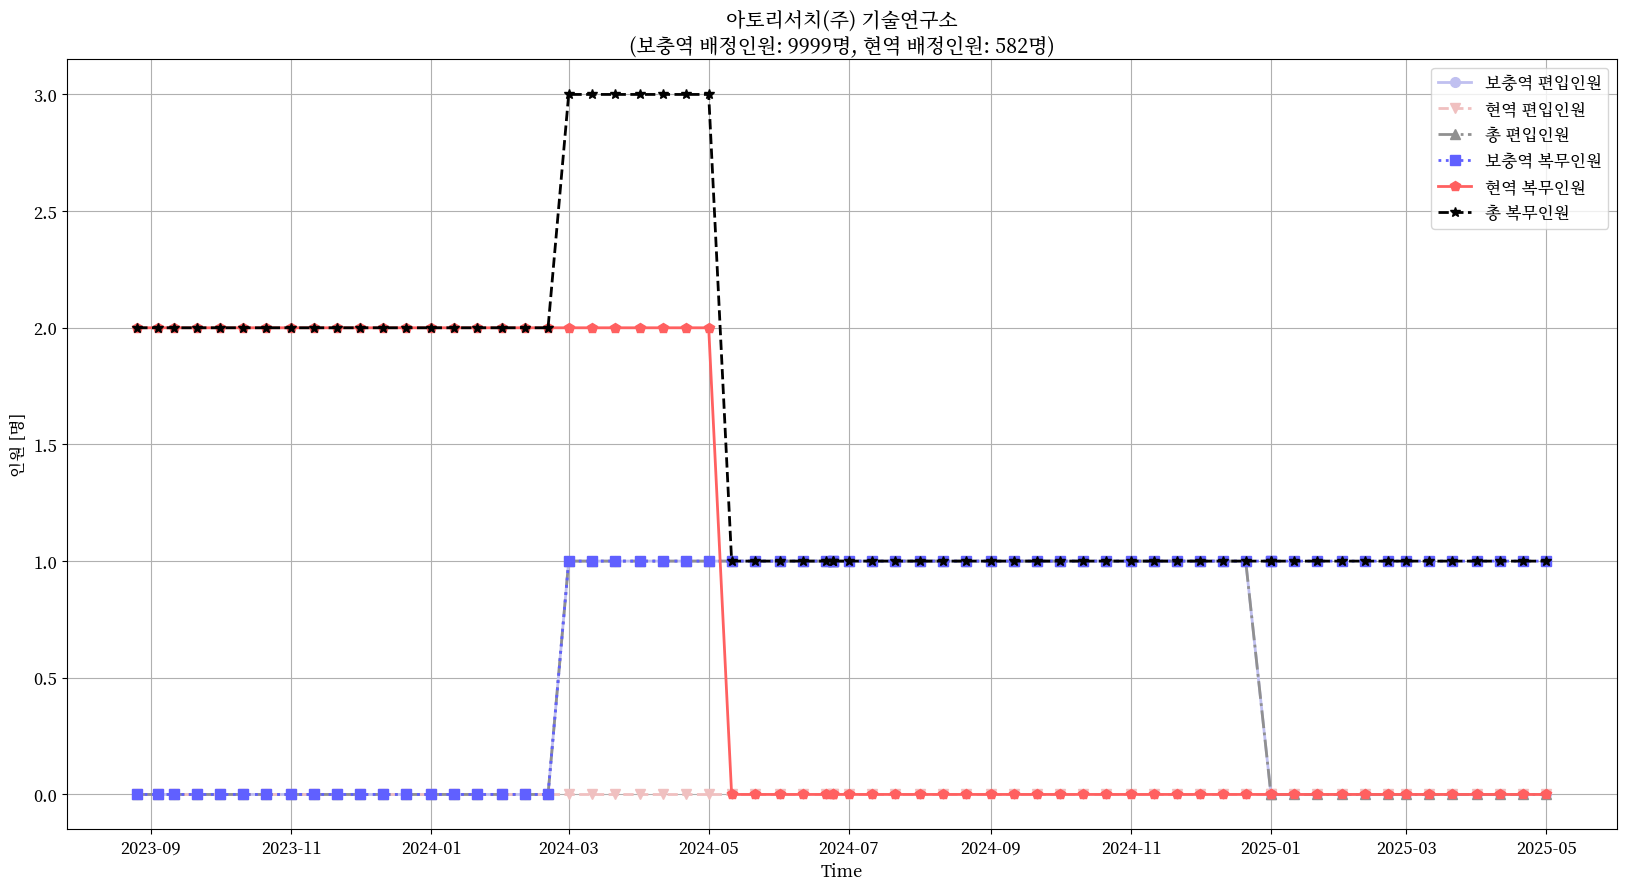 아토리서치(주) 기술연구소
(보충역 배정인원: 9999명, 현역 배정인원: 582명)
보충역 편입인원
현역 편입인원
총 편입인원
보충역 복무인원
현역 복무인원
총 복무인원
인원 [명]
3.0
2.5
2.0
1.5
1.0
0.5
0.0
2023-09
2023-11
2024-01
2024-03
2024-05
2024-07
2024-09
2024-11
2025-01
2025-03
2025-05
Time